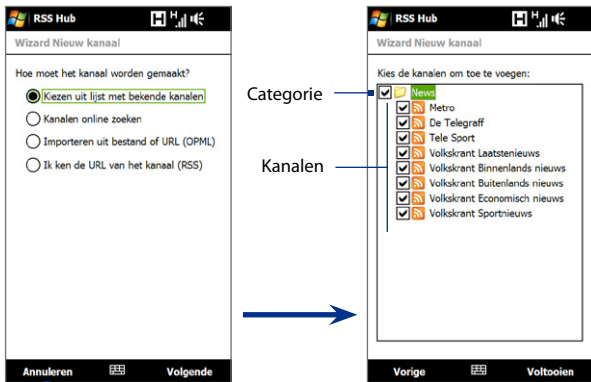 RSS Hub
Wizard Nieuw kanaal
Hoe moet het kanaal worden gemaakt?
Kiezen uit lijst met bekende kanalen
Kanalen online zoeken
Importeren uit bestand of URL (OPML)
Ik ken de URL van het kanaal (RSS)
Annuleren
Volgende
Categorie
Kanalen
RSS Hub
Wizard Nieuw kanaal
Kies de kanalen om toe te voegen:
News
Metro
De Telegraff
Tele Sport
Volkskrant Laatstenieuws
Volkskrant Binnenlands nieuws
Volkskrant Buitenlands nieuws
Volkskrant Economisch nieuws
Volkskrant Sportnieuws
Vorige
Voltooien